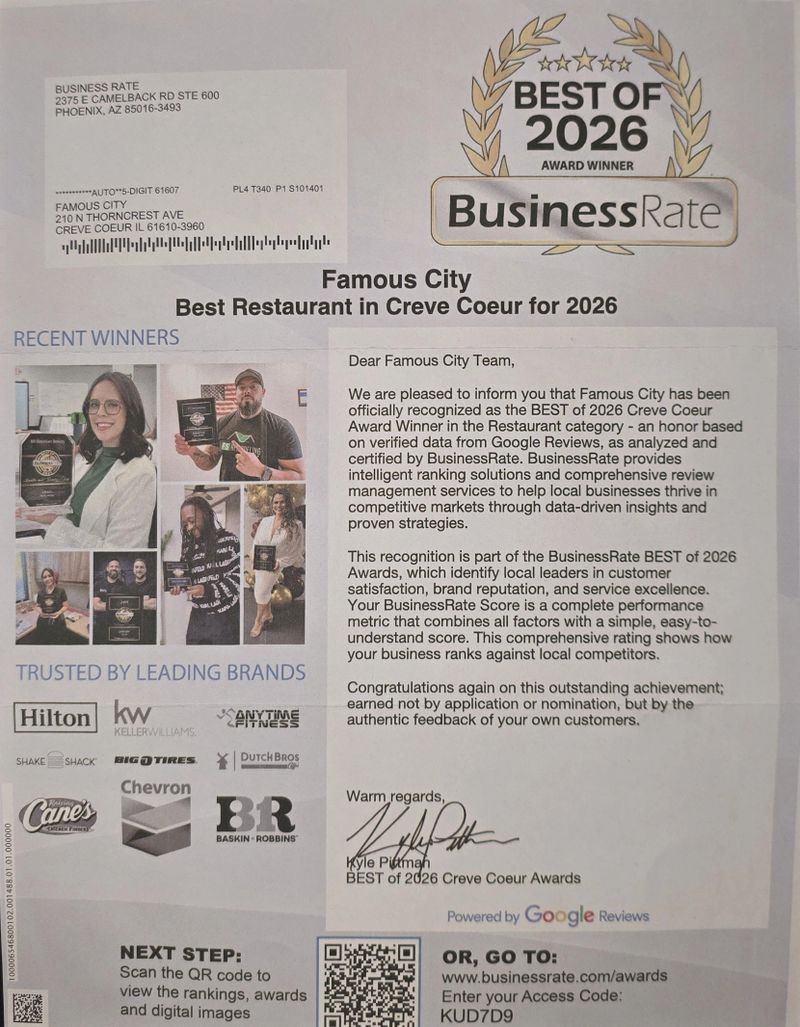 BUSINESS RATE
2375 E CAMELBACK RD STE 600
PHOENIX, AZ 85016-3493
***********AUTO**5-DIGIT 61607 PL4 T340 P1 S101401
FAMOUS CITY
210 N THORNCREST AVE
CREVE COEUR IL 61610-3960
BEST OF
2026
AWARD WINNER
BusinessRate
Famous City
Best Restaurant in Creve Coeur for 2026
RECENT WINNERS
TRUSTED BY LEADING BRANDS
Hilton
kw
KELLERWILLIAMS.
ANYTIME
FITNESS
SHAKE SHACK
BIG O TIRES
DUTCH BROS
Raising
Cane's
CHICKEN FINGERS
Chevron
BR
BASKIN-ROBBINS
Dear Famous City Team,
We are pleased to inform you that Famous City has been
officially recognized as the BEST of 2026 Creve Coeur
Award Winner in the Restaurant category - an honor based
on verified data from Google Reviews, as analyzed and
certified by BusinessRate. BusinessRate provides
intelligent ranking solutions and comprehensive review
management services to help local businesses thrive in
competitive markets through data-driven insights and
proven strategies.
This recognition is part of the BusinessRate BEST of 2026
Awards, which identify local leaders in customer
satisfaction, brand reputation, and service excellence.
Your BusinessRate Score is a complete performance
metric that combines all factors with a simple, easy-to-
understand score. This comprehensive rating shows how
your business ranks against local competitors.
Congratulations again on this outstanding achievement;
earned not by application or nomination, but by the
authentic feedback of your own customers.
Warm regards,
Kyle Pittman
Kyle Pittman
BEST of 2026 Creve Coeur Awards
Powered by Google Reviews
100006546800102.001488.01.01.000000
NEXT STEP:
Scan the QR code to
view the rankings, awards
and digital images
OR, GO TO:
www.businessrate.com/awards
Enter your Access Code:
KUD7D9